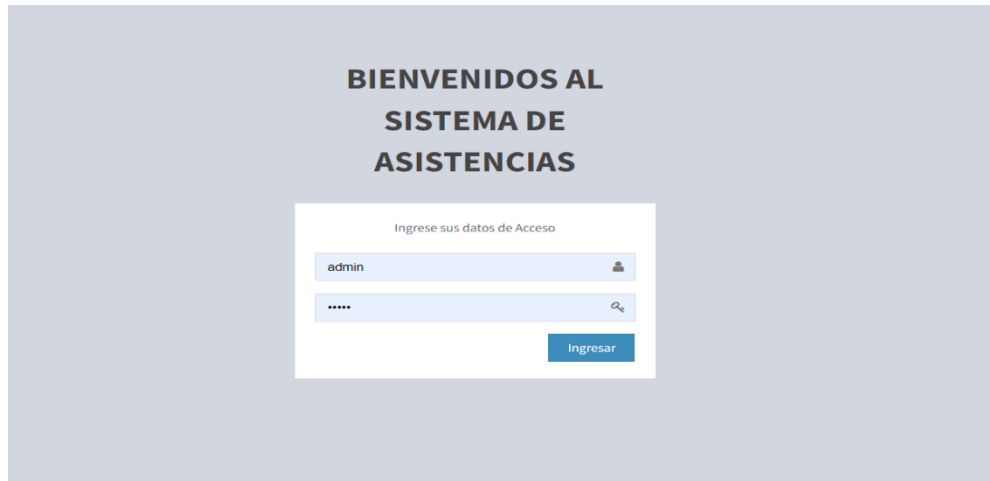 BIENVENIDOS AL
SISTEMA DE
ASISTENCIAS
Ingrese sus datos de Acceso
admin
•••••
Ingresar